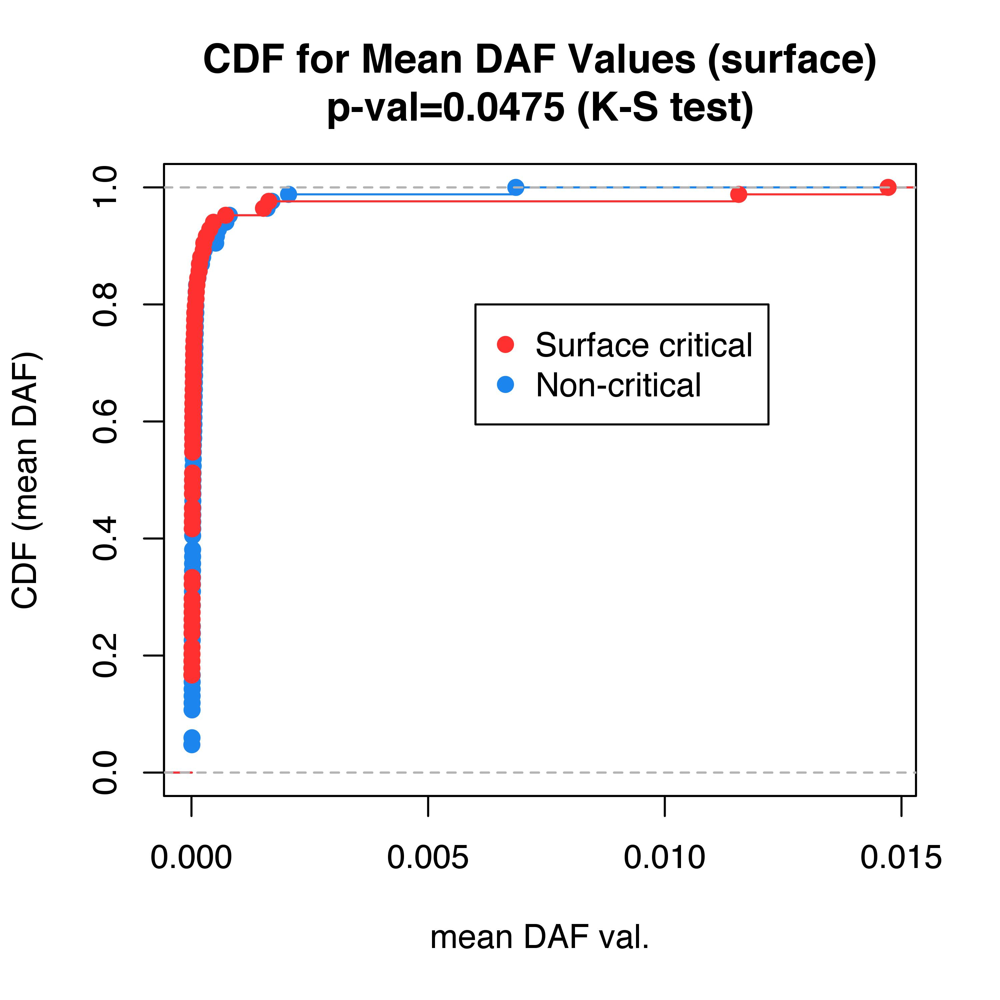 CDF for Mean DAF Values (surface)
p-val=0.0475 (K-S test)
CDF (mean DAF)
1.0
0.8
0.6
0.4
0.2
0.0
Surface critical
Non-critical
0.000 0.005 0.010 0.015
mean DAF val.